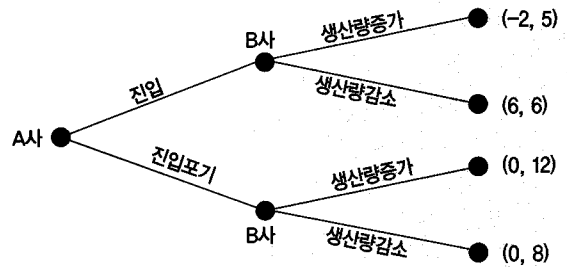 B사
생산량증가
(−2, 5)
진입
생산량감소
(6, 6)
A사
진입포기
생산량증가
(0, 12)
B사
생산량감소
(0, 8)